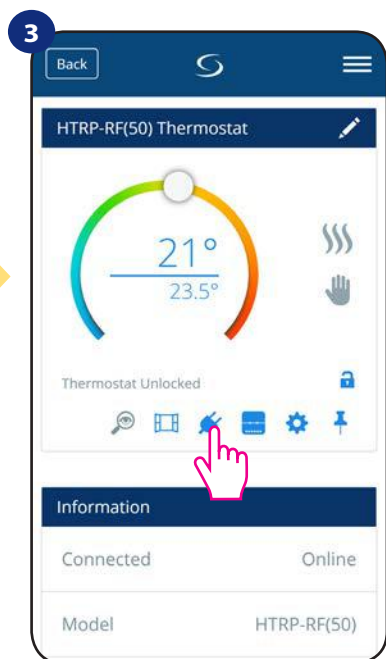 3
Back
HTRP-RF(50) Thermostat
21°
23.5°
Thermostat Unlocked
Information
Connected Online
Model HTRP-RF(50)